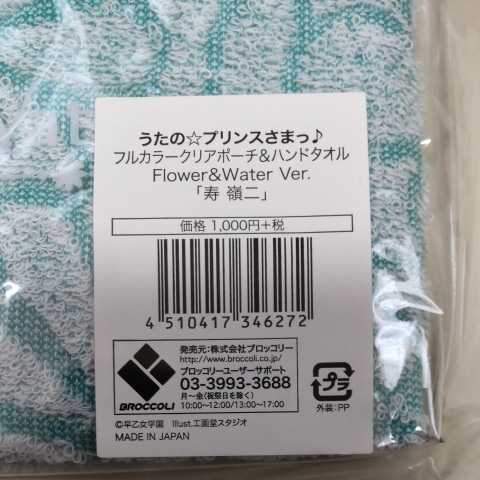 うたの☆プリンスさまっ♪
フルカラークリアポーチ&ハンドタオル
Flower&Water Ver.
「寿 嶺二」
価格 1,000円+税
4 510417 346272
発売元:株式会社ブロッコリー
http://www.broccoli.co.jp/
ブロッコリーユーザーサポート
03-3993-3688
月~金(祝祭日を除く)
10:00~12:00/13:00~17:00
BROCCOLI
プラ
外装:PP
©早乙女学園 Illust.工画堂スタジオ
MADE IN JAPAN